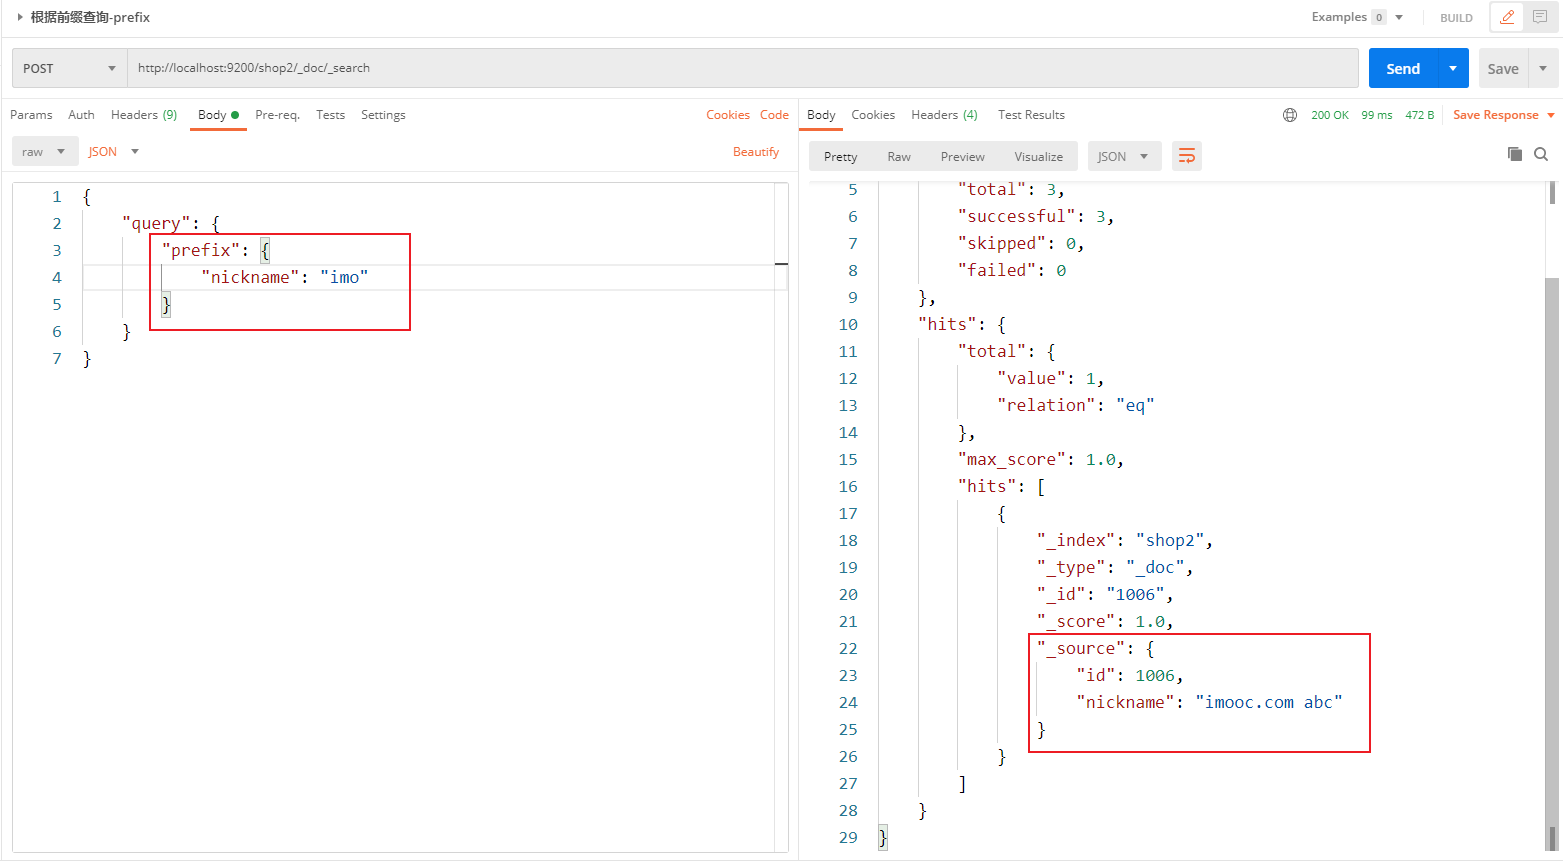 根据前缀查询-prefix
Examples 0
BUILD
POST
http://localhost:9200/shop2/_doc/_search
Send
Save
Params Auth Headers (9) Body Pre-req. Tests Settings Cookies Code
raw JSON Beautify
1 {
2 "query": {
3 "prefix": {
4 "nickname": "imo"
5 }
6 }
7 }
Body Cookies Headers (4) Test Results 200 OK 99 ms 472 B Save Response
Pretty Raw Preview Visualize JSON
5 "total": 3,
6 "successful": 3,
7 "skipped": 0,
8 "failed": 0
9 },
10 "hits": {
11 "total": {
12 "value": 1,
13 "relation": "eq"
14 },
15 "max_score": 1.0,
16 "hits": [
17 {
18 "_index": "shop2",
19 "_type": "_doc",
20 "_id": "1006",
21 "_score": 1.0,
22 "_source": {
23 "id": 1006,
24 "nickname": "imooc.com abc"
25 }
26 }
27 ]
28 }
29 }